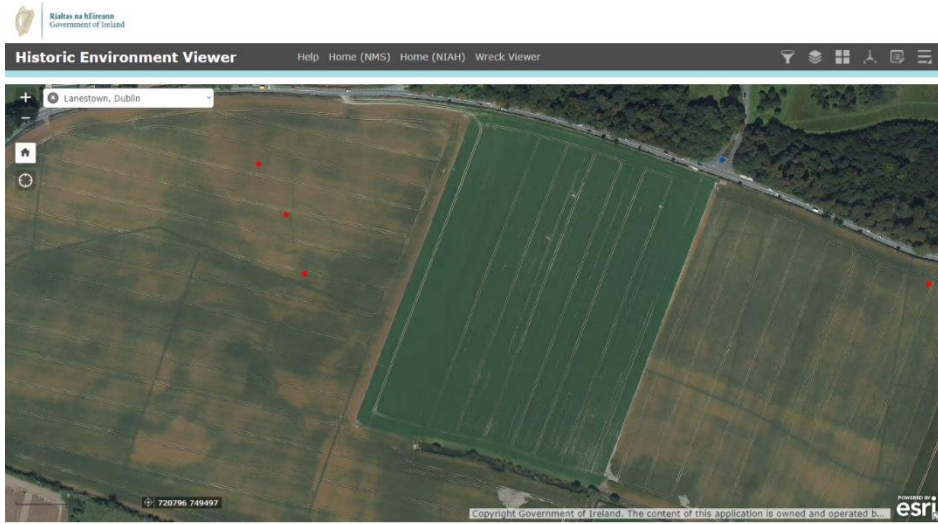 Rialtas na hÉireann
Government of Ireland
Historic Environment Viewer
Help Home (NMS) Home (NIAH) Wreck Viewer
+ Lanestown, Dublin
−
720796 749497
Copyright Government of Ireland. The content of this application is owned and operated b...
POWERED BY
esri